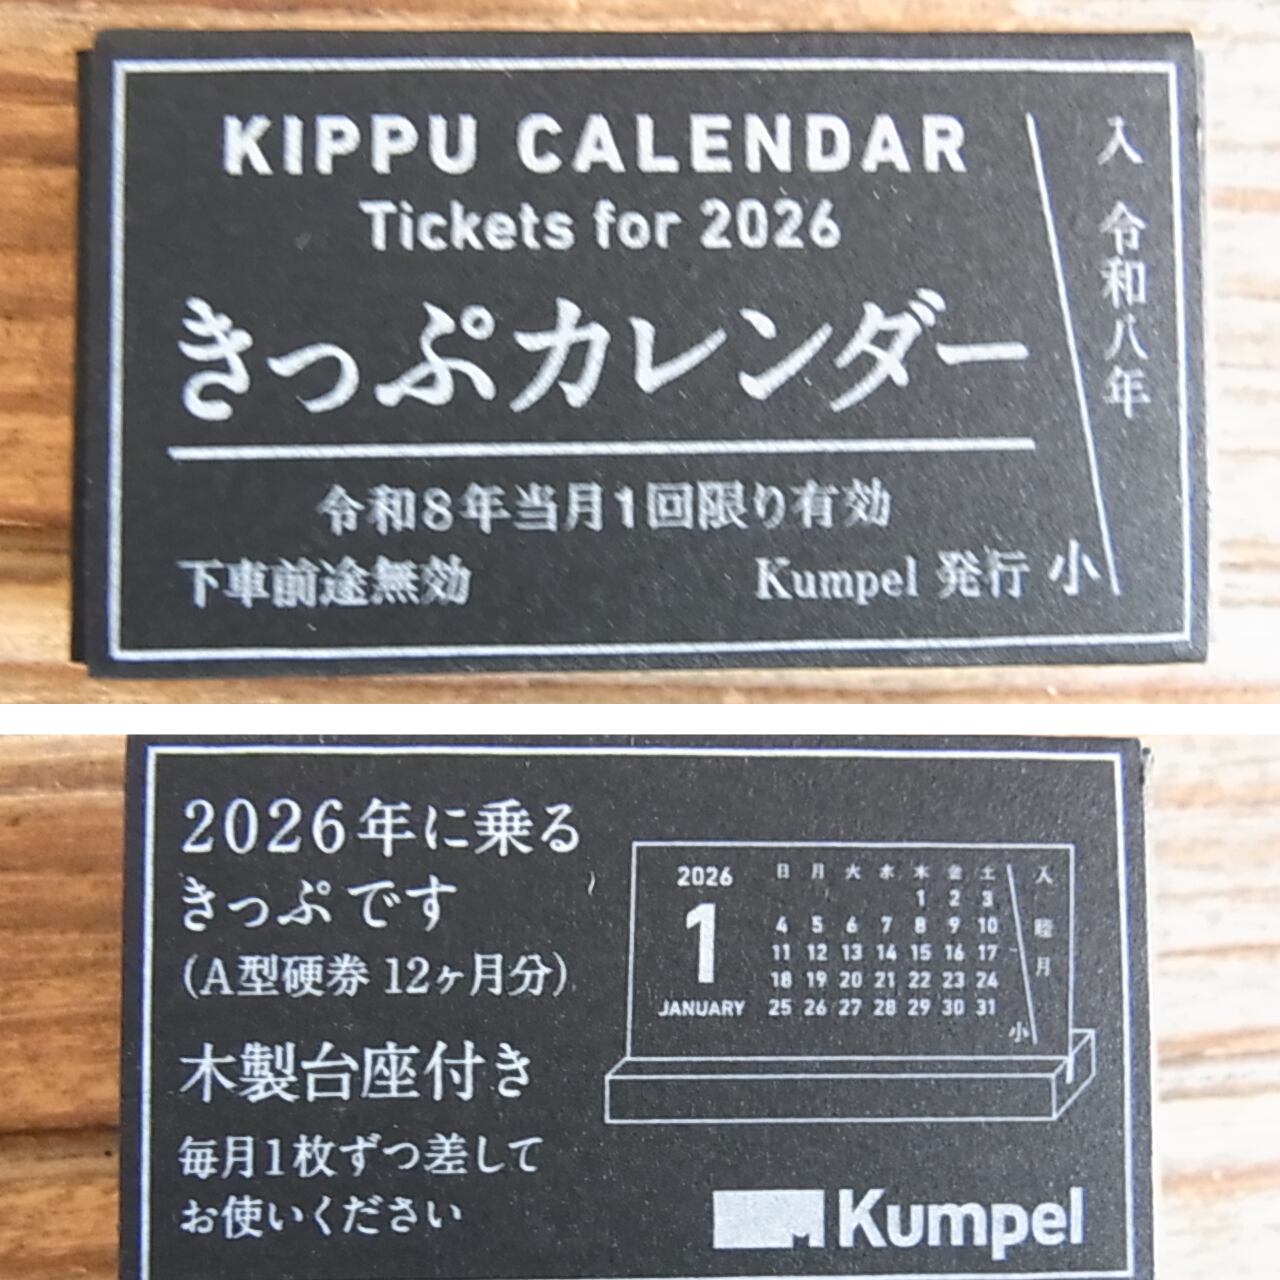 KIPPU CALENDAR
Tickets for 2026
きっぷカレンダー
令和8年当月1回限り有効
下車前途無効
Kumpel 発行 小
入 令和八年
2026年に乗る
きっぷです
(A型硬券 12ヶ月分)
木製台座付き
毎月1枚ずつ差して
お使いください
2026
1
JANUARY
日 月 火 水 木 金 土
1 2 3
4 5 6 7 8 9 10
11 12 13 14 15 16 17
18 19 20 21 22 23 24
25 26 27 28 29 30 31
入 睦月
小
Kumpel